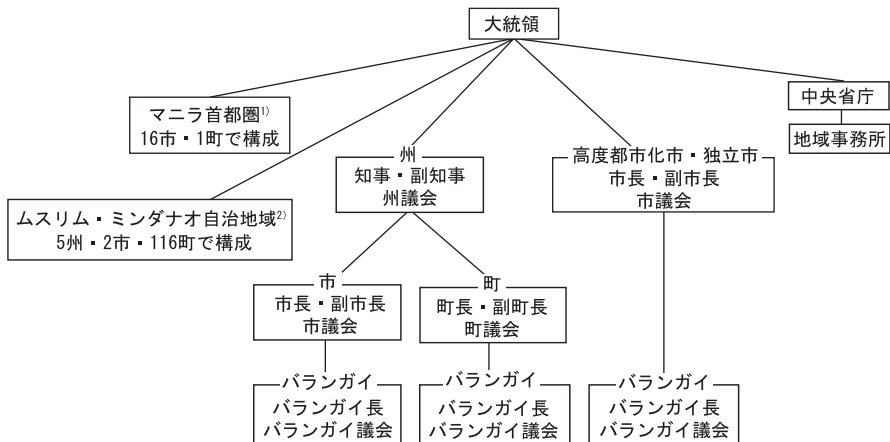 大統領
マニラ首都圏1)
16市・1町で構成
中央省庁
地域事務所
州
知事・副知事
州議会
高度都市化市・独立市
市長・副市長
市議会
ムスリム・ミンダナオ自治地域2)
5州・2市・116町で構成
市
市長・副市長
市議会
町
町長・副町長
町議会
バランガイ
バランガイ長
バランガイ議会
バランガイ
バランガイ長
バランガイ議会
バランガイ
バランガイ長
バランガイ議会